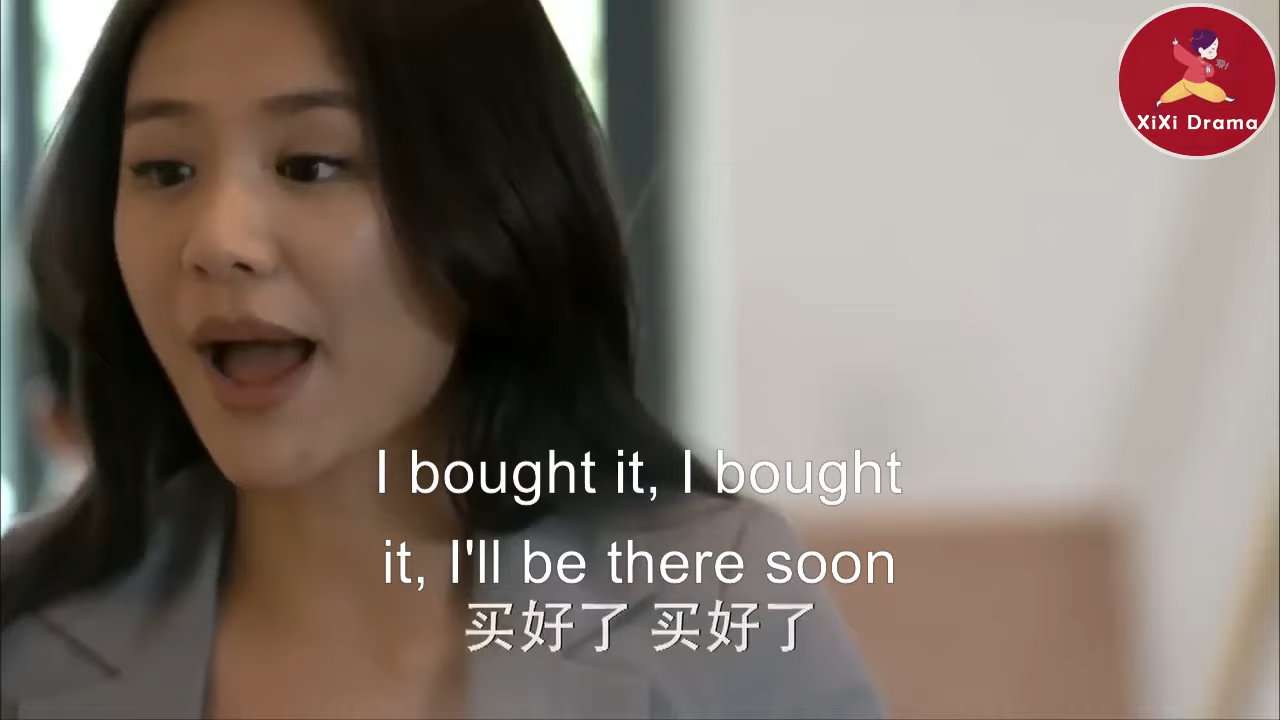 XiXi Drama
I bought it, I bought
it, I'll be there soon
买好了 买好了